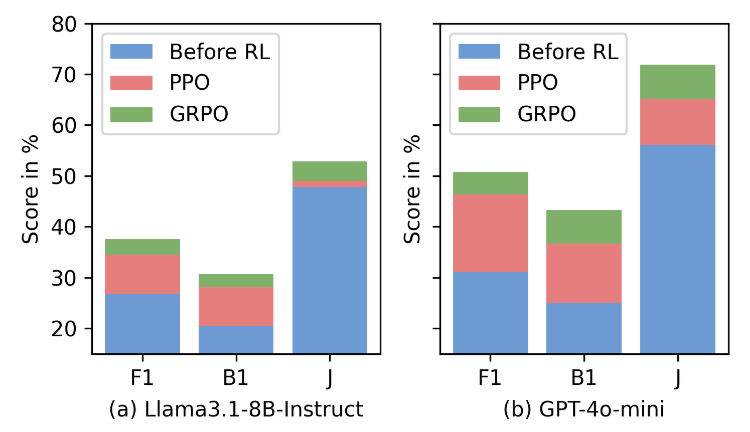 80
70
60
50
40
30
20
Score in %
Before RL
PPO
GRPO
F1
B1
J
(a) Llama3.1-8B-Instruct
Score in %
Before RL
PPO
GRPO
F1
B1
J
(b) GPT-4o-mini